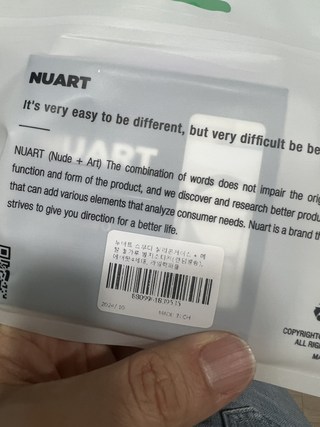 NUART
It's very easy to be different, but very difficult be be
NUART (Nude + Art) The combination of words does not impair the orig
function and form of the product, and we discover and research better produ
that can add various elements that analyze consumer needs. Nuart is a brand th
strives to give you direction for a better life.
COPYRIGHT
ALL RIG
MA